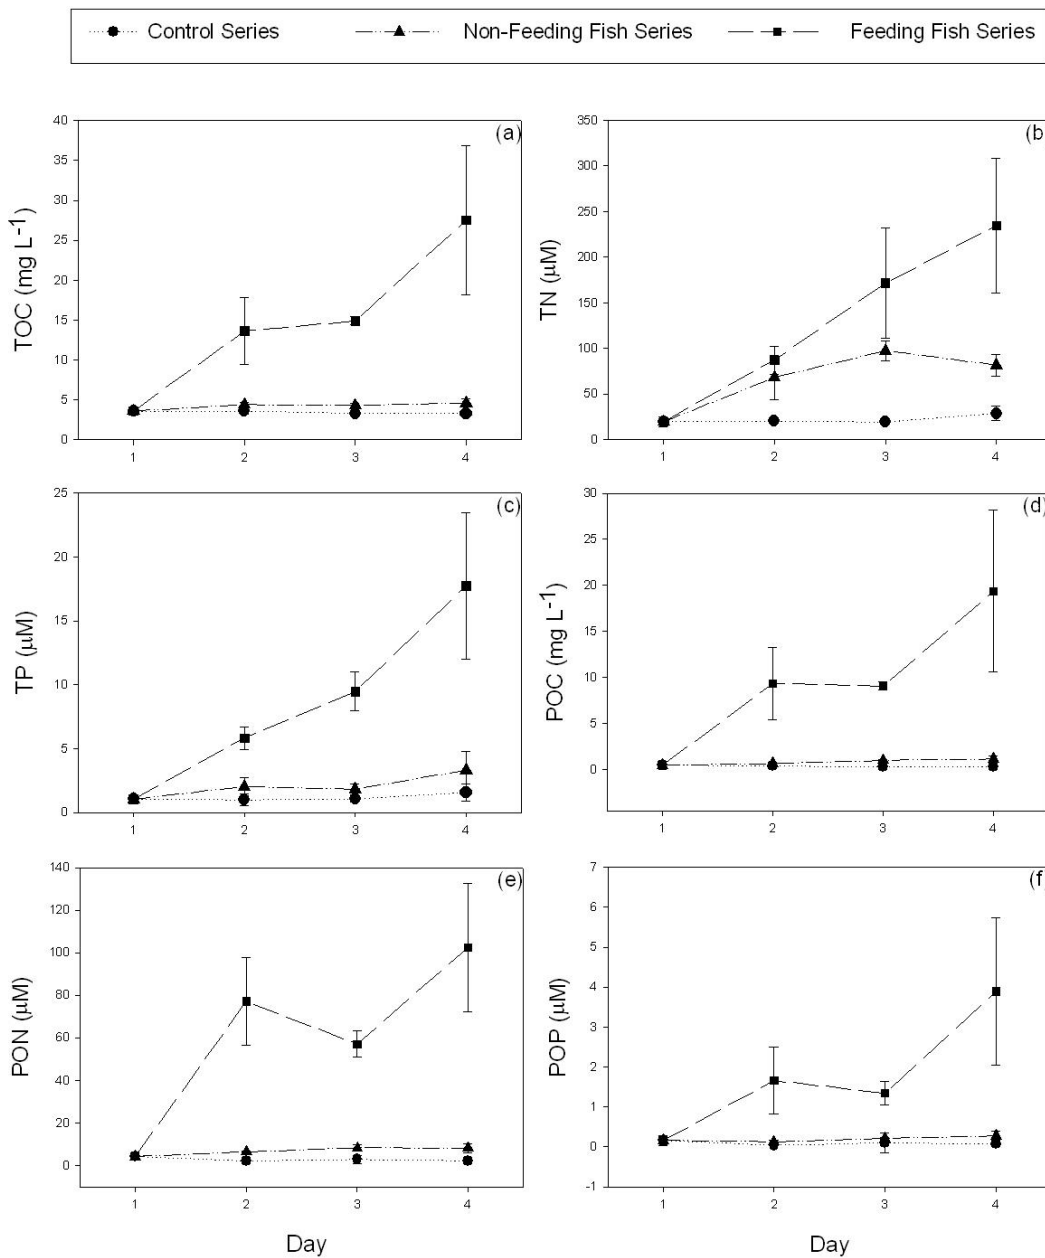 Control Series Non-Feeding Fish Series Feeding Fish Series
(a)
TOC (mg L-1)
40
35
30
25
20
15
10
5
0
1 2 3 4
(b)
TN (μM)
350
300
250
200
150
100
50
0
1 2 3 4
(c)
TP (μM)
25
20
15
10
5
0
1 2 3 4
(d)
POC (mg L-1)
30
25
20
15
10
5
0
1 2 3 4
(e)
PON (μM)
140
120
100
80
60
40
20
0
1 2 3 4
Day
(f)
POP (μM)
7
6
5
4
3
2
1
0
-1
1 2 3 4
Day